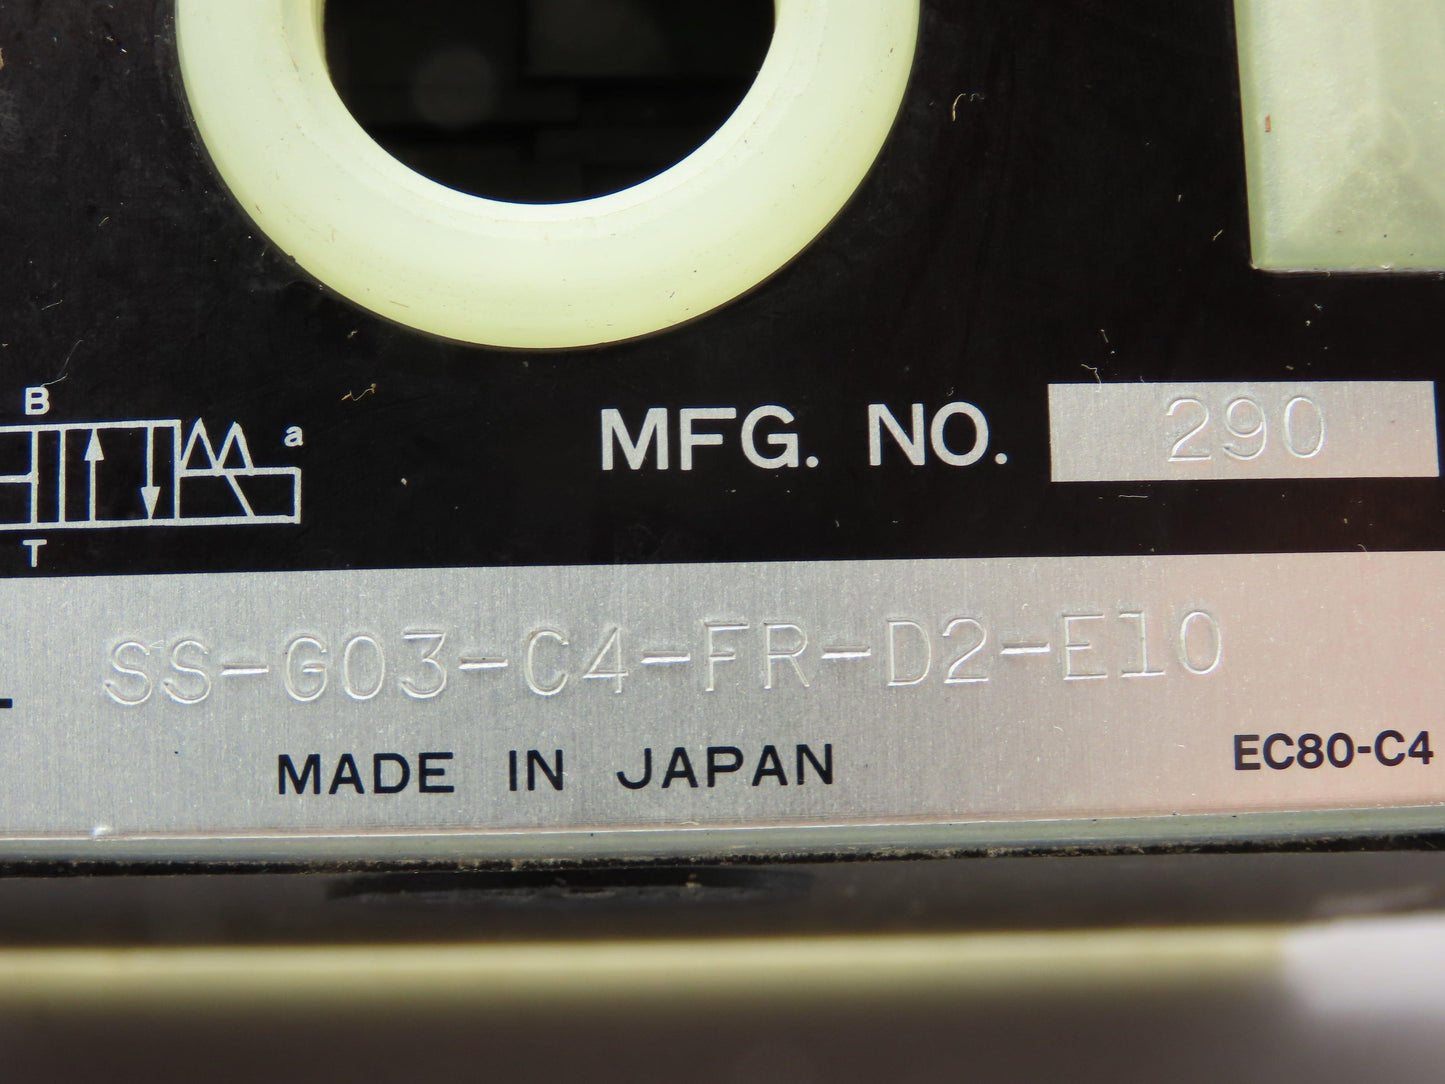 B
a
T
MFG. NO. 290
SS-G03-C4-FR-D2-E10
MADE IN JAPAN
EC80-C4